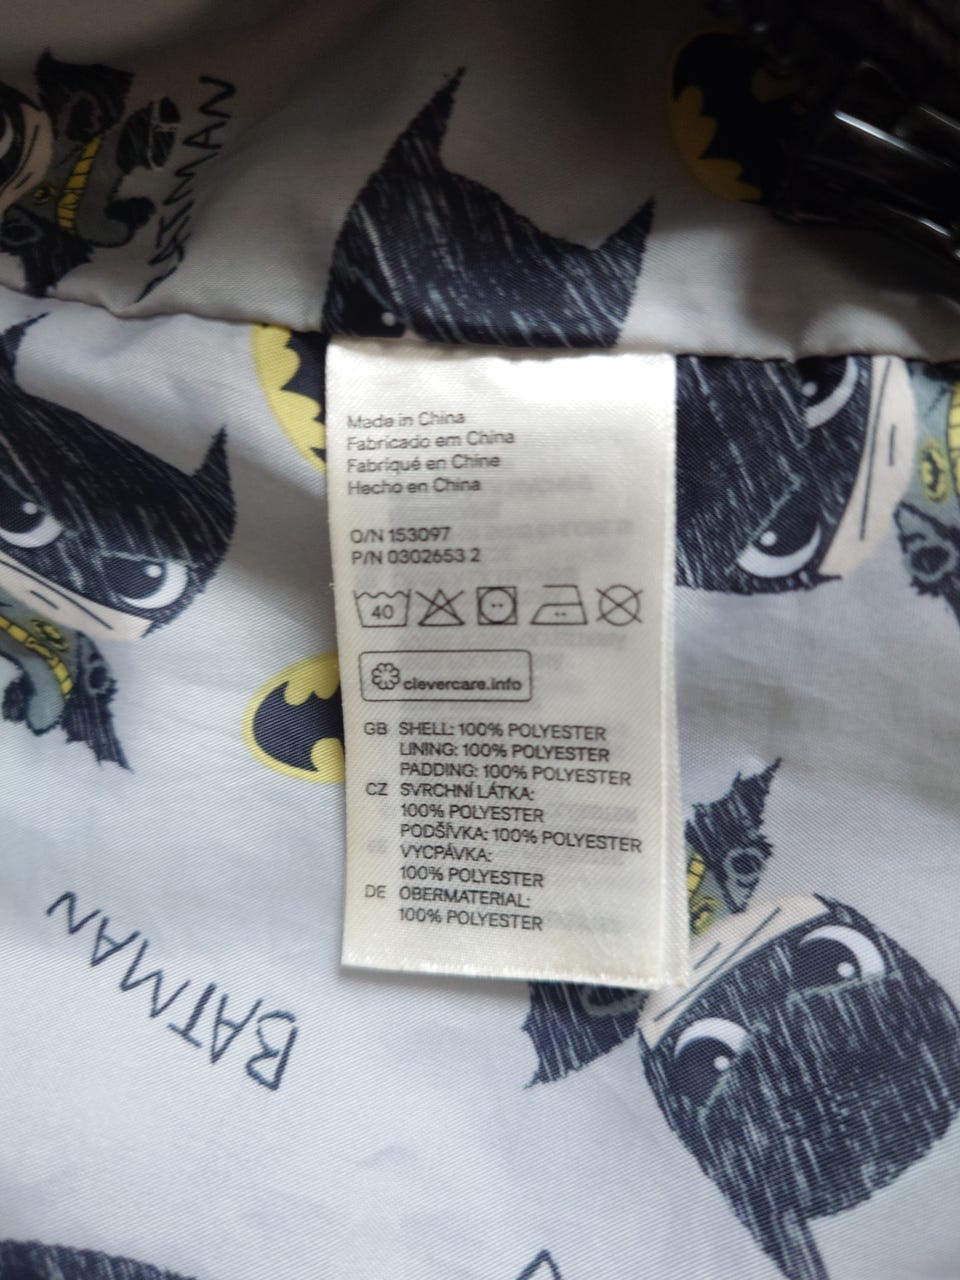 BATMAN
Made in China
Fabricado em China
Fabriqué en Chine
Hecho en China
O/N 153097
P/N 0302653 2
40
clevercare.info
GB SHELL: 100% POLYESTER
LINING: 100% POLYESTER
PADDING: 100% POLYESTER
CZ SVRCHNÍ LÁTKA:
100% POLYESTER
PODŠÍVKA: 100% POLYESTER
VYCPÁVKA:
100% POLYESTER
DE OBERMATERIAL:
100% POLYESTER
BATMAN